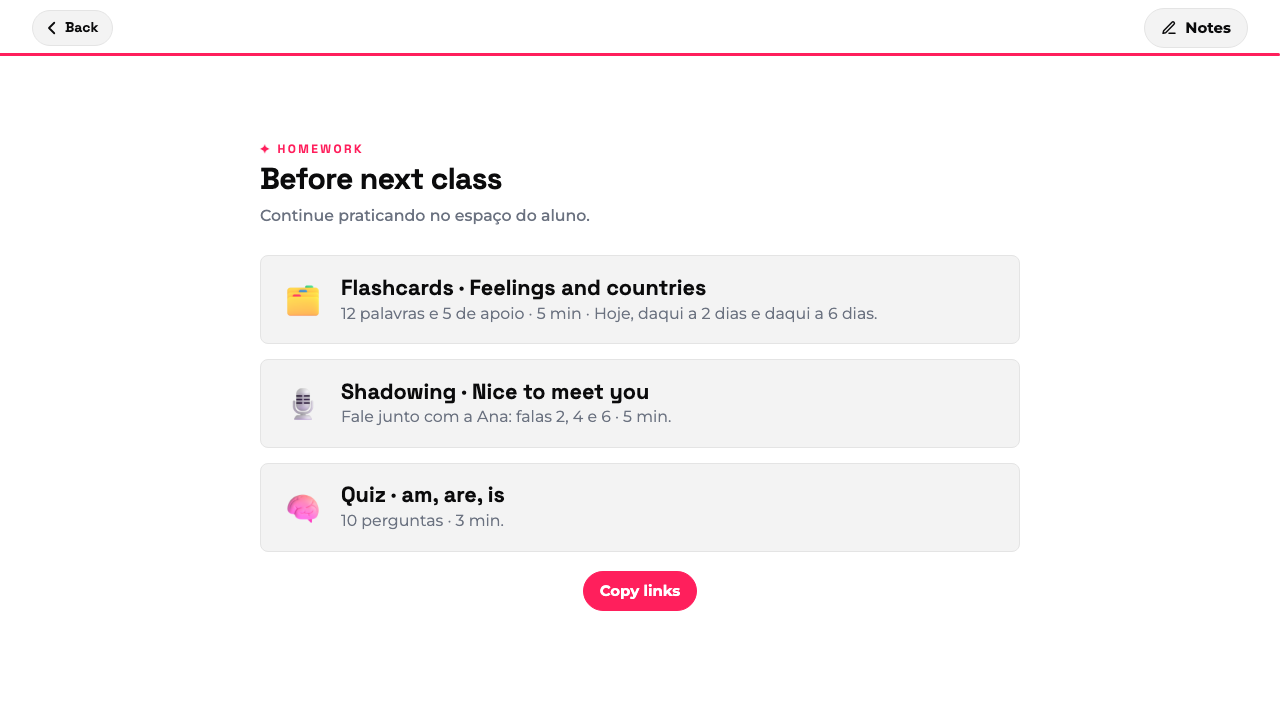 Back
Notes
HOMEWORK
Before next class
Continue praticando no espaço do aluno.
Flashcards · Feelings and countries
12 palavras e 5 de apoio · 5 min · Hoje, daqui a 2 dias e daqui a 6 dias.
Shadowing · Nice to meet you
Fale junto com a Ana: falas 2, 4 e 6 · 5 min.
Quiz · am, are, is
10 perguntas · 3 min.
Copy links